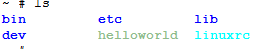 ~ # ls
bin etc lib
dev helloworld linuxrc